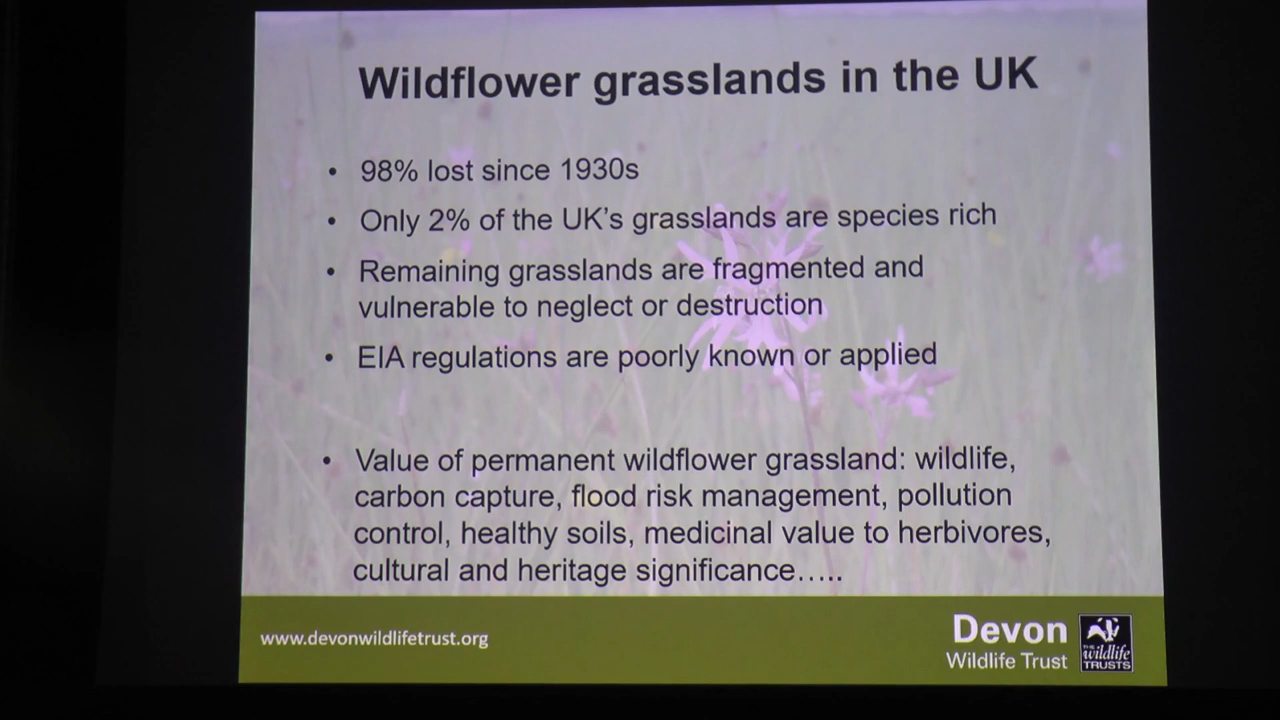 Wildflower grasslands in the UK
• 98% lost since 1930s
• Only 2% of the UK's grasslands are species rich
• Remaining grasslands are fragmented and
vulnerable to neglect or destruction
• EIA regulations are poorly known or applied
• Value of permanent wildflower grassland: wildlife,
carbon capture, flood risk management, pollution
control, healthy soils, medicinal value to herbivores,
cultural and heritage significance…..
www.devonwildlifetrust.org
Devon
Wildlife Trust
THE
wildlife
TRUSTS